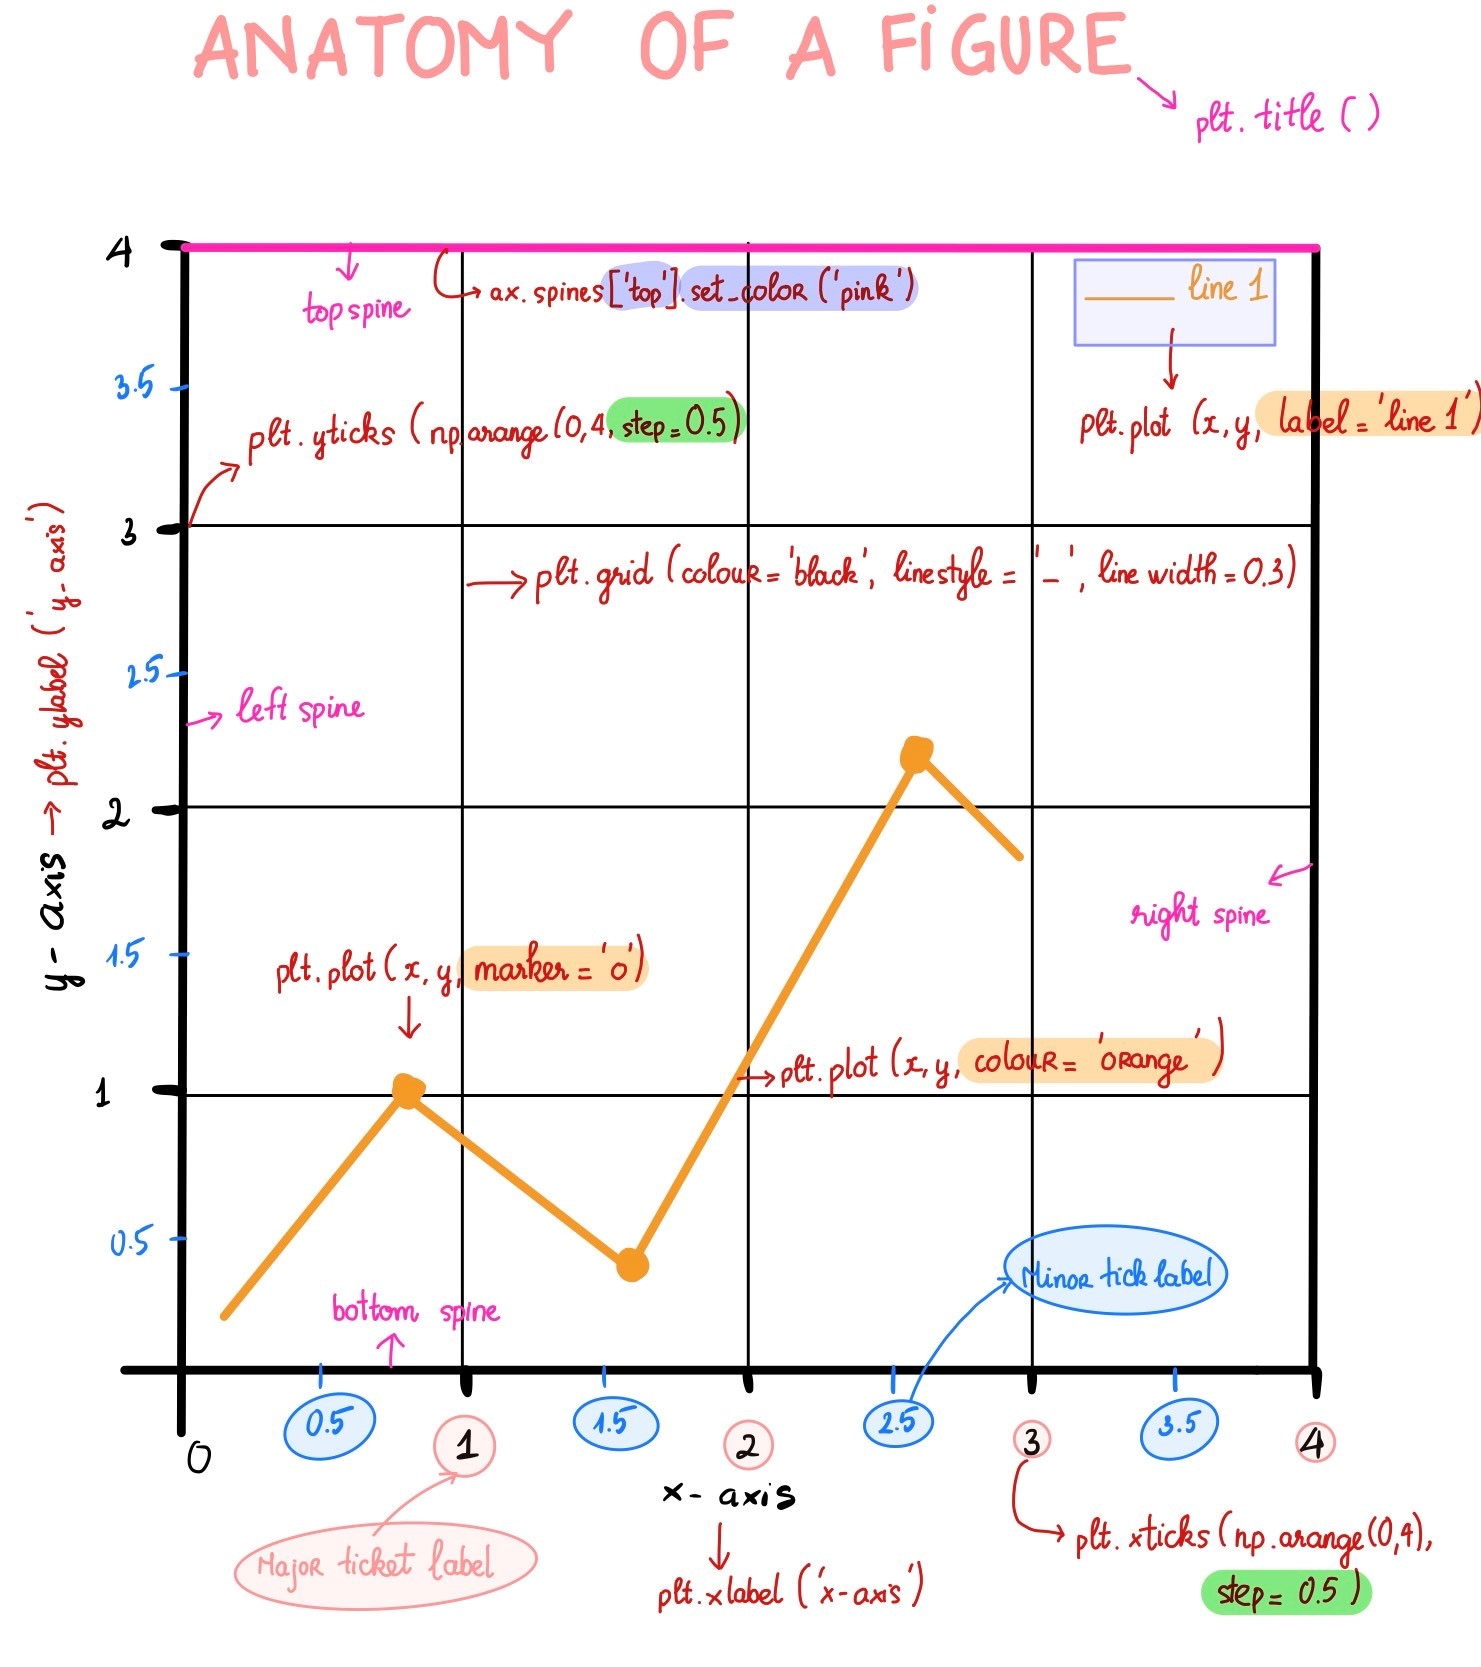 ANATOMY OF A FiGURE
plt.title ( )
4
top spine
ax.spines['top'].set_color ('pink')
line 1
3.5
plt.yticks (np.arange(0,4, step=0.5)
plt.plot (x,y, label = 'line 1')
3
plt.grid (colour = 'black', linestyle = '_', line width = 0.3)
y-axis → plt.ylabel ('y-axis')
2.5
left spine
2
right spine
1.5
plt.plot (x, y, marker = 'o')
plt.plot (x, y, colour = 'orange')
1
0.5
Minor tick label
bottom spine
0
0.5
1
1.5
2
2.5
3
3.5
4
x-axis
Major ticket label
plt.xticks (np.arange(0,4),
step = 0.5 )
plt.xlabel ('x-axis')